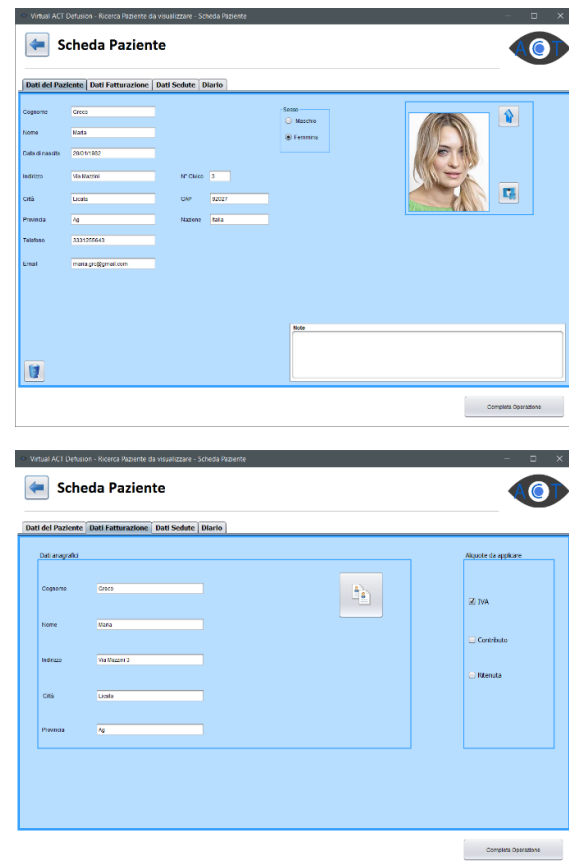 Virtual ACT Defusion - Ricerca Paziente da visualizzare - Scheda Paziente
Scheda Paziente
ACT
Dati del Paziente Dati Fatturazione Dati Sedute Diario
Cognome Greco
Sesso
Maschio
Nome Maria
Femmina
Data di nascita 28/01/1982
Indirizzo Via Mazzini N° Civico 3
Città Licata CAP 92027
Provincia Ag Nazione Italia
Telefono 3331255643
Email maria.grc@gmail.com
Note
Completa Operazione
Virtual ACT Defusion - Ricerca Paziente da visualizzare - Scheda Paziente
Scheda Paziente
ACT
Dati del Paziente Dati Fatturazione Dati Sedute Diario
Dati anagrafici
Aliquote da applicare
Cognome Greco
IVA
Nome Maria
Contributo
Indirizzo Via Mazzini 3
Ritenuta
Città Licata
Provincia Ag
Completa Operazione